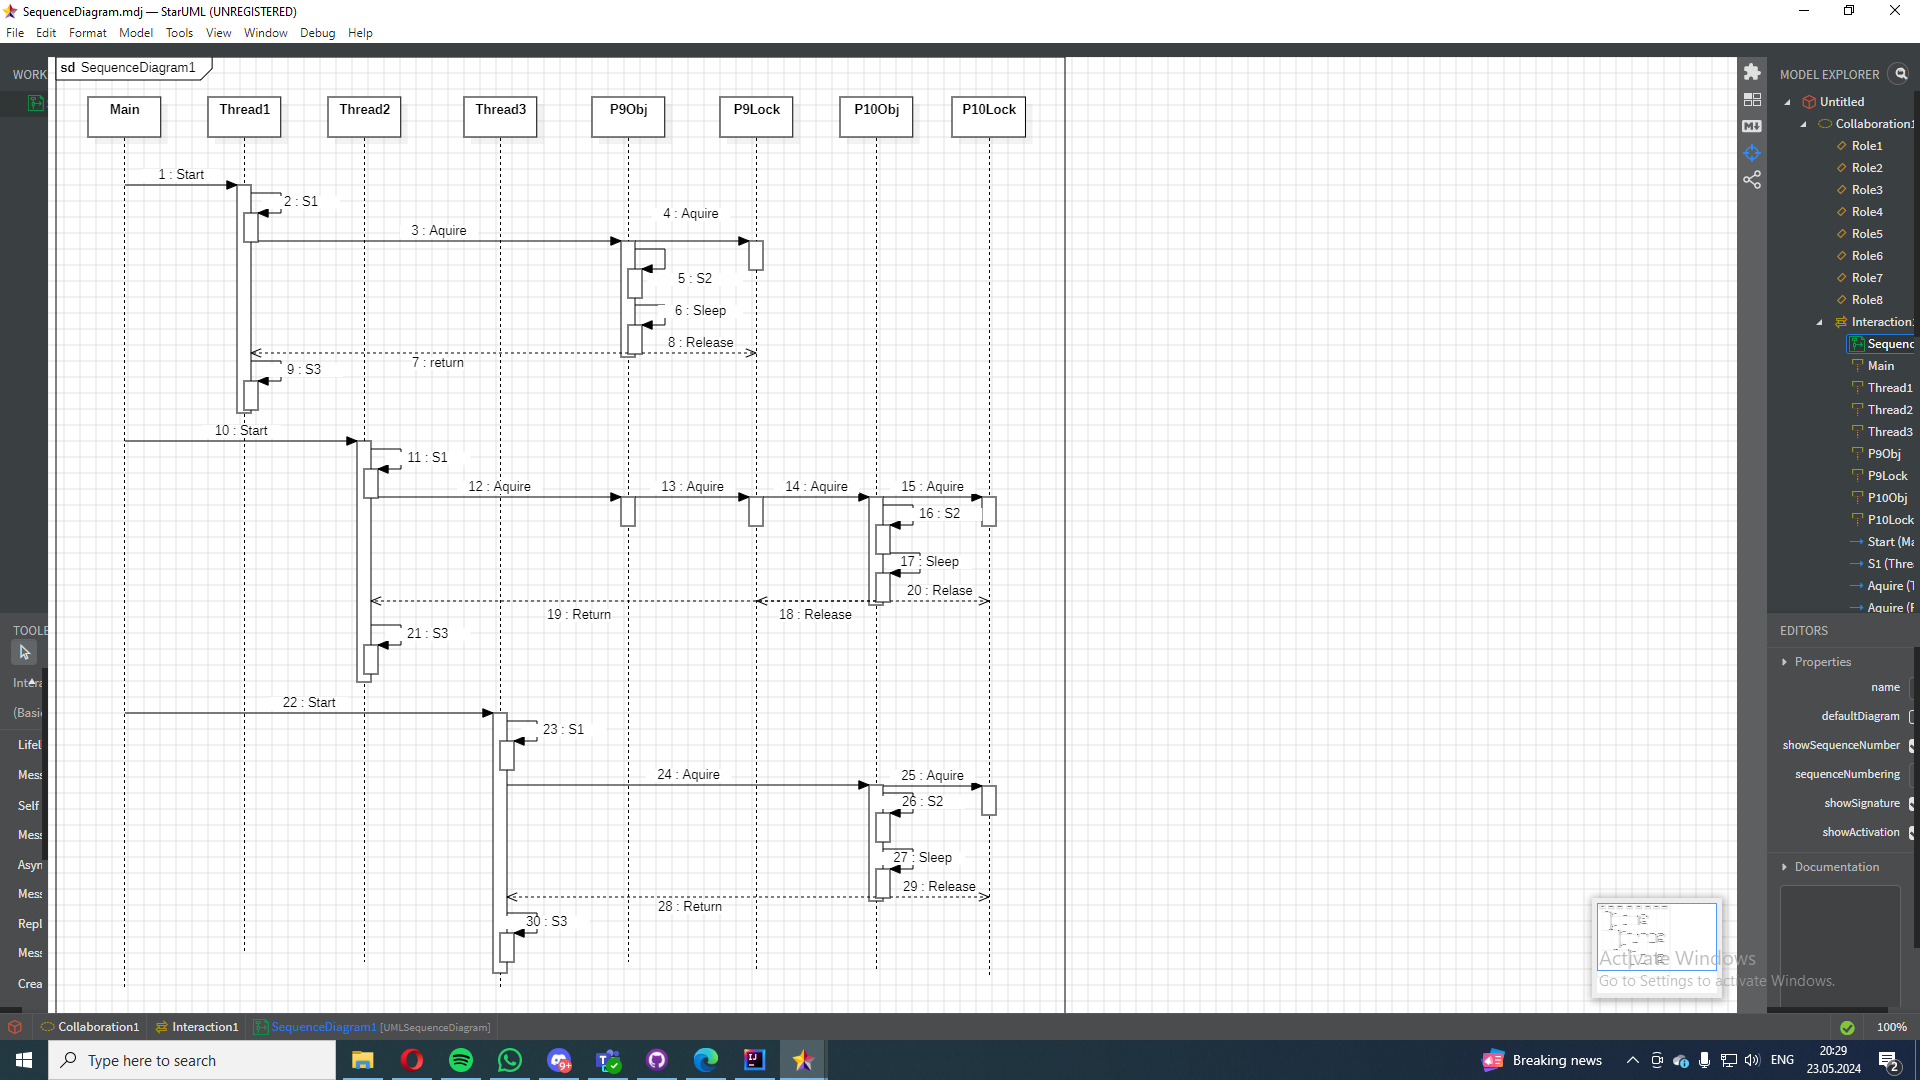 SequenceDiagram.mdj — StarUML (UNREGISTERED)
File Edit Format Model Tools View Window Debug Help
WORK
sd SequenceDiagram1
Main Thread1 Thread2 Thread3 P9Obj P9Lock P10Obj P10Lock
1 : Start
2 : S1
3 : Aquire
4 : Aquire
5 : S2
6 : Sleep
8 : Release
7 : return
9 : S3
10 : Start
11 : S1
12 : Aquire
13 : Aquire
14 : Aquire
15 : Aquire
16 : S2
17 : Sleep
20 : Relase
19 : Return
18 : Release
21 : S3
22 : Start
23 : S1
24 : Aquire
25 : Aquire
26 : S2
27 : Sleep
29 : Release
28 : Return
30 : S3
TOOLE
Intera
(Basi
Lifel
Mess
Self
Mess
Asyn
Mess
Repl
Mess
Crea
MODEL EXPLORER
Untitled
Collaboration1
Role1
Role2
Role3
Role4
Role5
Role6
Role7
Role8
Interaction
Sequenc
Main
Thread1
Thread2
Thread3
P9Obj
P9Lock
P10Obj
P10Lock
Start (Ma
S1 (Threa
Aquire (T
Aquire (F
EDITORS
Properties
name
defaultDiagram
showSequenceNumber
sequenceNumbering
showSignature
showActivation
Documentation
Activate Windows
Go to Settings to activate Windows.
Collaboration1 Interaction1 SequenceDiagram1 [UMLSequenceDiagram]
100%
Type here to search
9+
Breaking news
ENG
20:29
23.05.2024
2